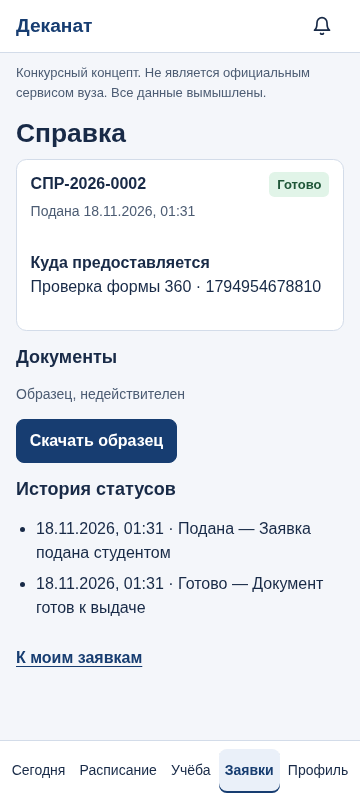 Деканат
Конкурсный концепт. Не является официальным
сервисом вуза. Все данные вымышлены.
Справка
СПР-2026-0002
Готово
Подана 18.11.2026, 01:31
Куда предоставляется
Проверка формы 360 · 1794954678810
Документы
Образец, недействителен
Скачать образец
История статусов
• 18.11.2026, 01:31 · Подана — Заявка
подана студентом
• 18.11.2026, 01:31 · Готово — Документ
готов к выдаче
К моим заявкам
Сегодня Расписание Учёба Заявки Профиль